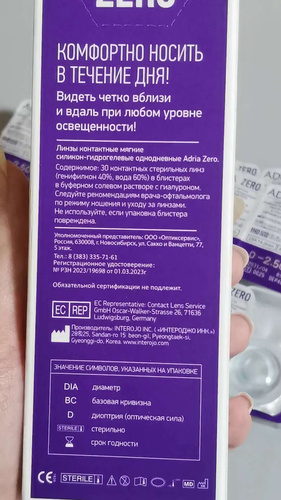 ZERO
КОМФОРТНО НОСИТЬ
В ТЕЧЕНИЕ ДНЯ!
Видеть четко вблизи
и вдаль при любом уровне
освещенности!
Линзы контактные мягкие
силикон-гидрогелевые однодневные Adria Zero.
Содержимое: 30 контактных стерильных линз
(генифилкон 40%, вода 60%) в блистерах
в буферном солевом растворе с гиалуроном.
Следуйте рекомендациям врача-офтальмолога
по режиму ношения и уходу за линзами.
Не используйте, если упаковка блистера
повреждена.
Уполномоченный представитель: ООО «Оптиксервис»,
Россия, 630008, г. Новосибирск, ул. Сакко и Ванцетти, 77,
5 этаж.
Тел.: 8 (383) 335-71-61
Регистрационное удостоверение:
№ РЗН 2023/19698 от 01.03.2023г
Обязательной сертификации не подлежит.
EC REP
EC Representative: Contact Lens Service
GmbH Oscar-Walker-Strasse 26, 71636
Ludwigsburg, Germany
Производитель: INTEROJO INC. ( «ИНТЕРОДЖО ИНК.» )
28&25, Sandan-ro 15 beon-gil, Pyeongtaek-si,
Gyeonggi-do, Korea. www.interojo.com
ЗНАЧЕНИЕ СИМВОЛОВ, УКАЗАННЫХ НА УПАКОВКЕ
DIA диаметр
BC базовая кривизна
D диоптрия (оптическая сила)
STERILE стерильно
срок годности
CE STERILE MD
ZERO
ZERO